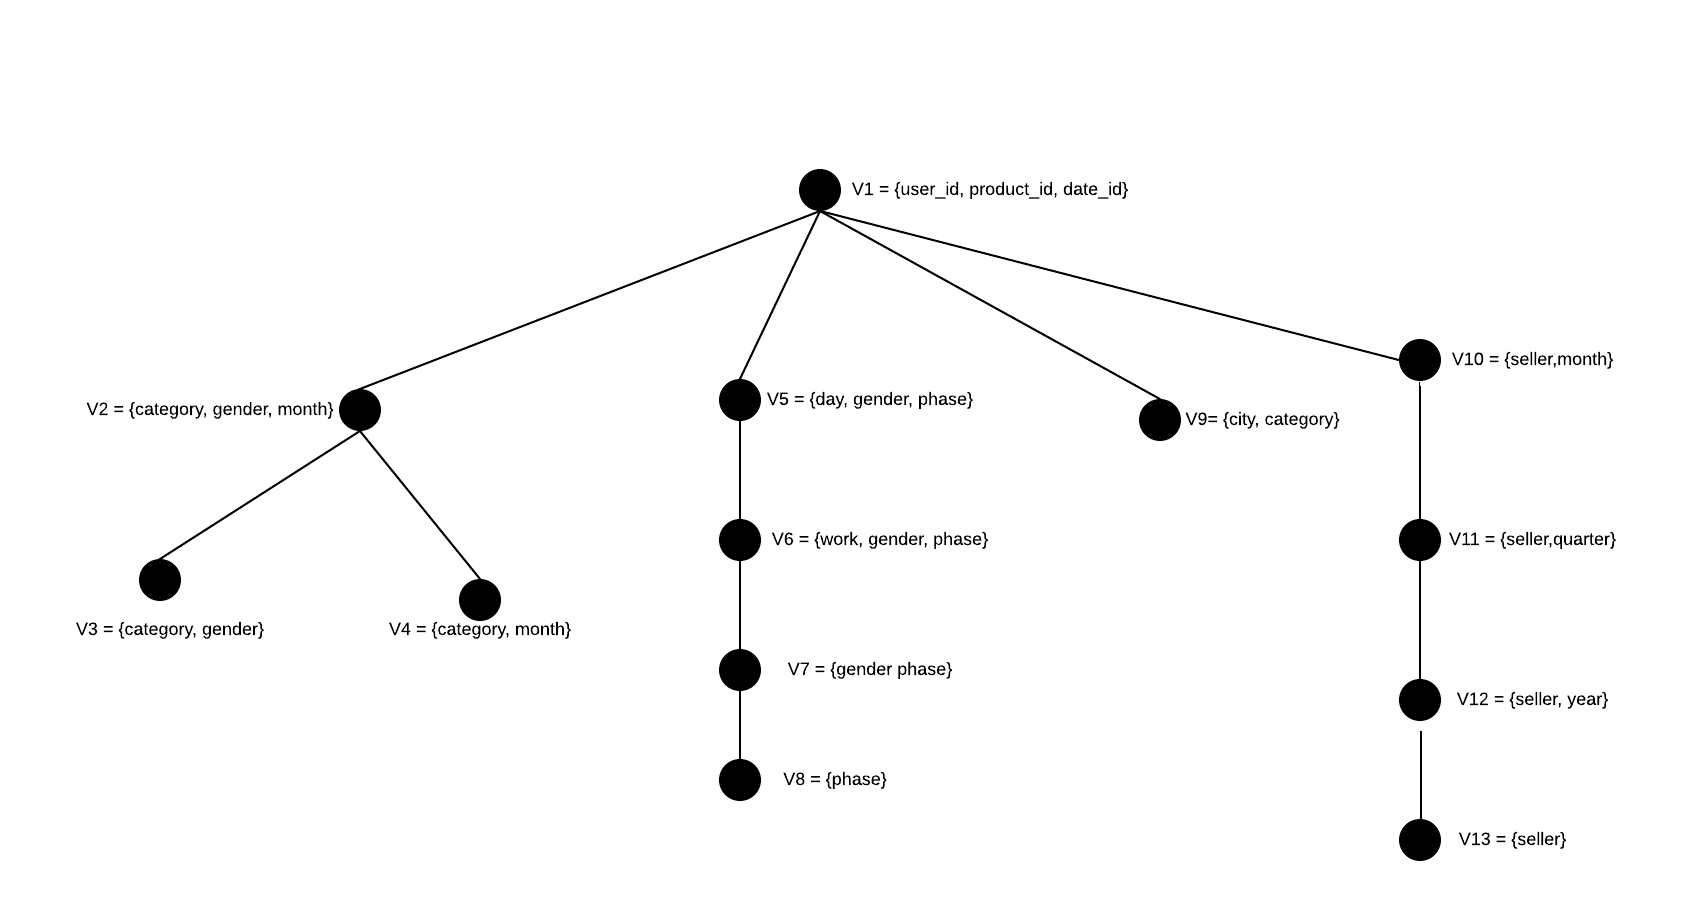 V1 = {user_id, product_id, date_id}
V10 = {seller,month}
V2 = {category, gender, month}
V5 = {day, gender, phase}
V9= {city, category}
V6 = {work, gender, phase}
V11 = {seller,quarter}
V3 = {category, gender}
V4 = {category, month}
V7 = {gender phase}
V12 = {seller, year}
V8 = {phase}
V13 = {seller}